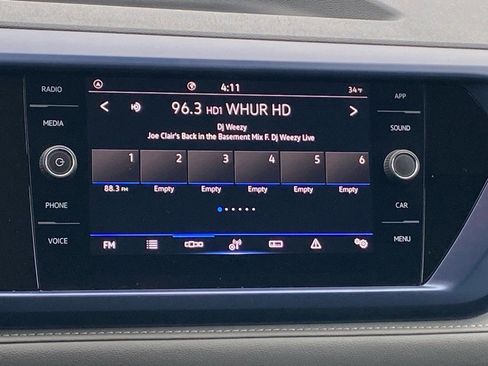 RADIO
MEDIA
PHONE
VOICE
4:11
34°F
96.3 HD1 WHUR HD
Dj Weezy
Joe Clair's Back in the Basement Mix F. Dj Weezy Live
1 2 3 4 5 6
88.3 FM Empty Empty Empty Empty Empty
FM
APP
SOUND
CAR
MENU